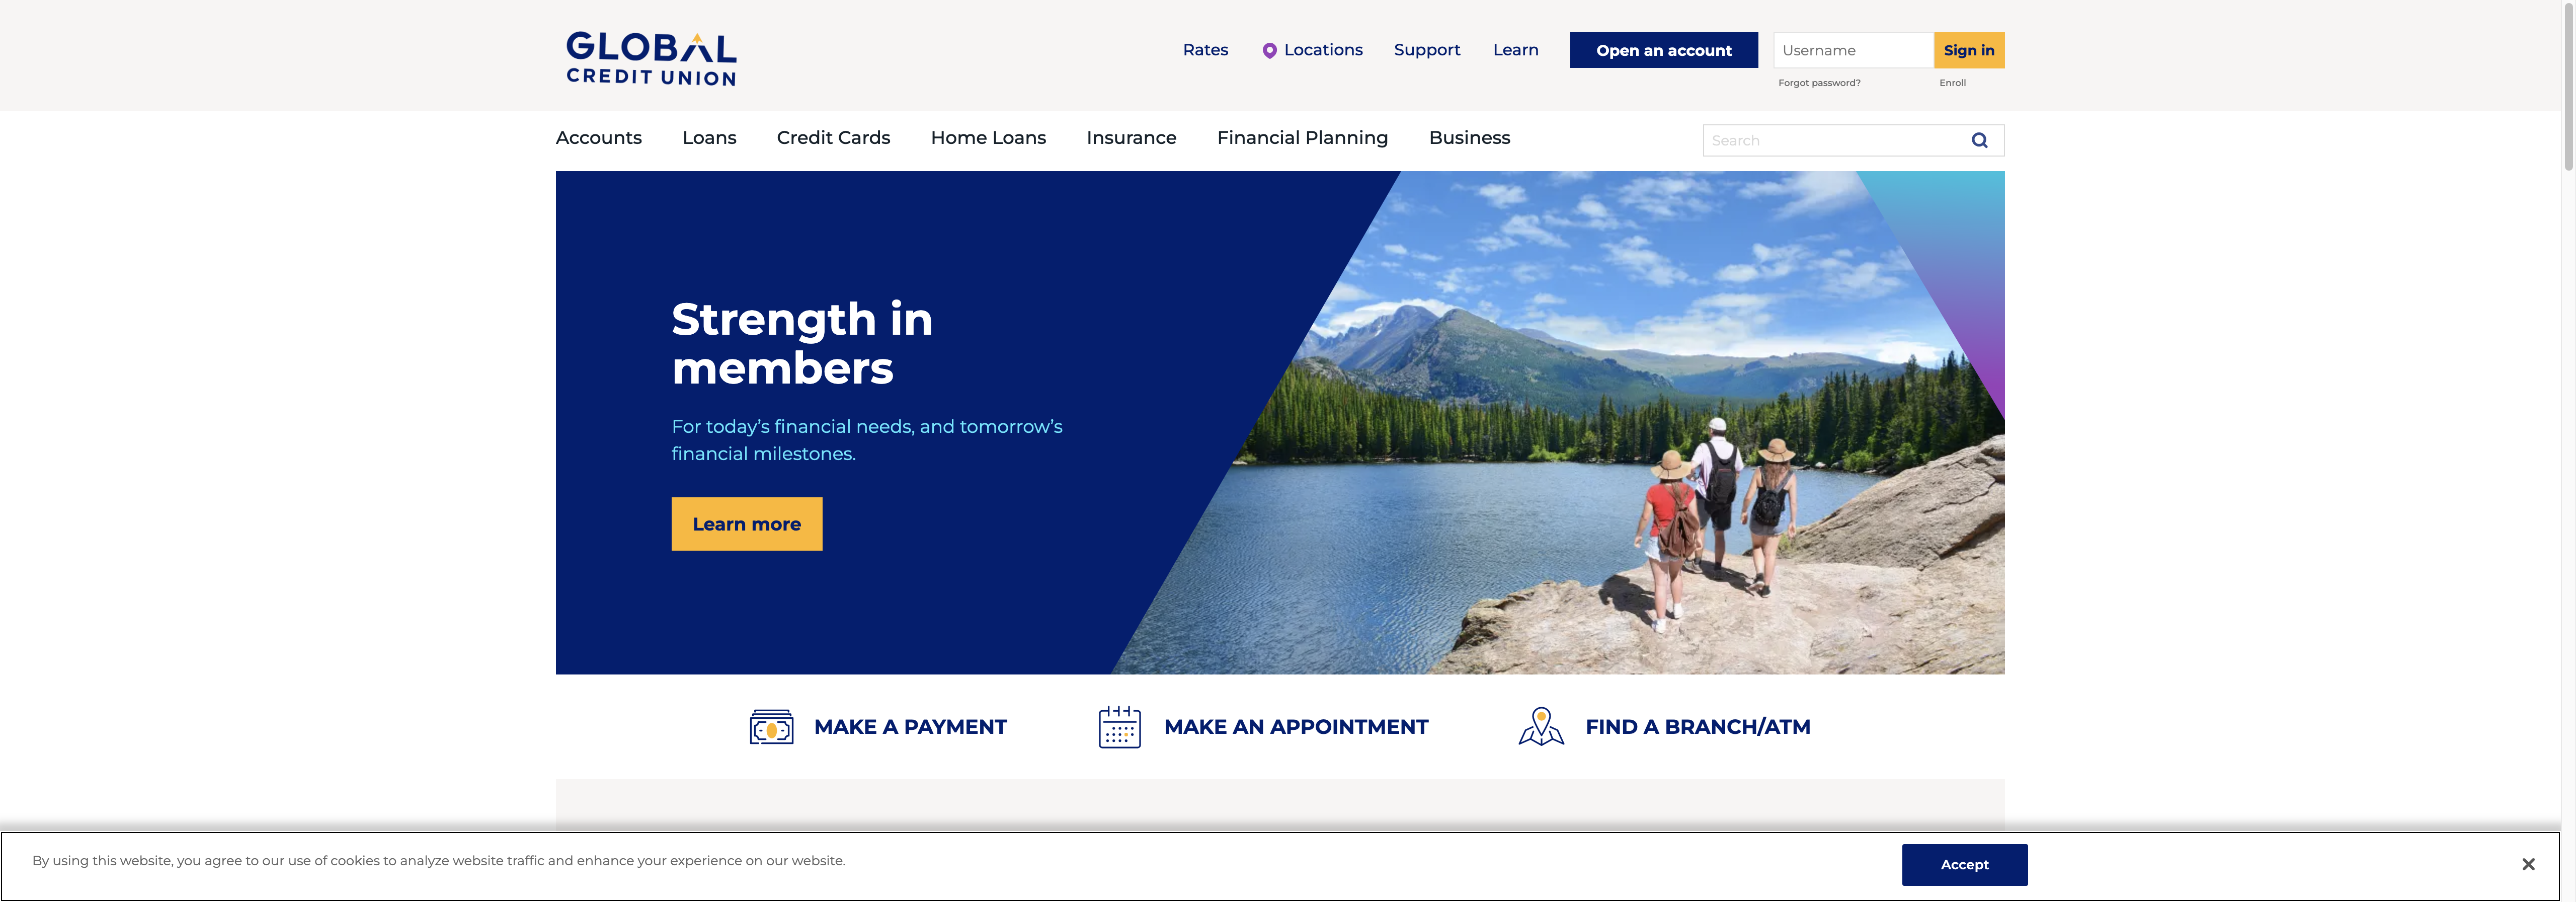 GLOBAL
CREDIT UNION
Rates
Locations
Support
Learn
Open an account
Username
Sign in
Forgot password?
Enroll
Accounts
Loans
Credit Cards
Home Loans
Insurance
Financial Planning
Business
Search
Strength in
members
For today’s financial needs, and tomorrow’s
financial milestones.
Learn more
MAKE A PAYMENT
MAKE AN APPOINTMENT
FIND A BRANCH/ATM
By using this website, you agree to our use of cookies to analyze website traffic and enhance your experience on our website.
Accept